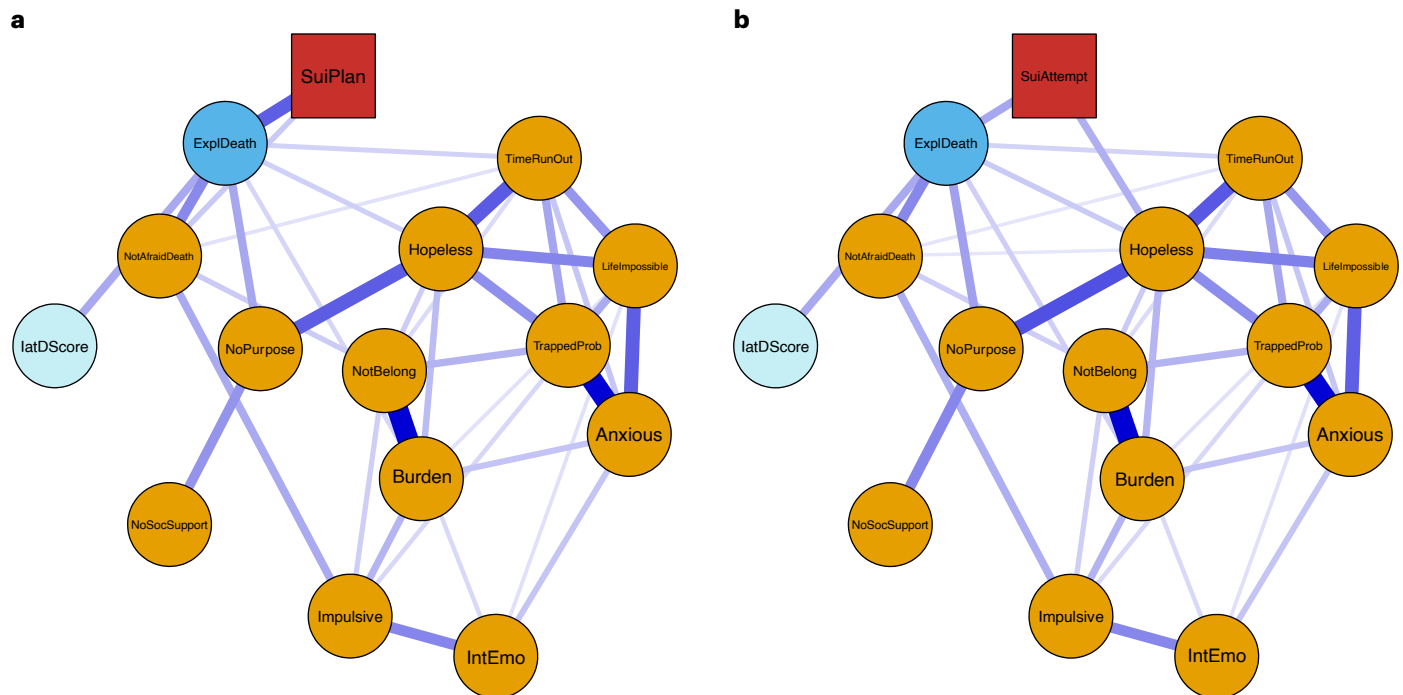 a
b
SuiPlan
SuiAttempt
ExplDeath
TimeRunOut
ExplDeath
TimeRunOut
NotAfraidDeath
Hopeless
LifeImpossible
NotAfraidDeath
Hopeless
LifeImpossible
IatDScore
NoPurpose
NotBelong
TrappedProb
IatDScore
NoPurpose
NotBelong
TrappedProb
Anxious
Anxious
Burden
Burden
NoSocSupport
NoSocSupport
Impulsive
IntEmo
Impulsive
IntEmo